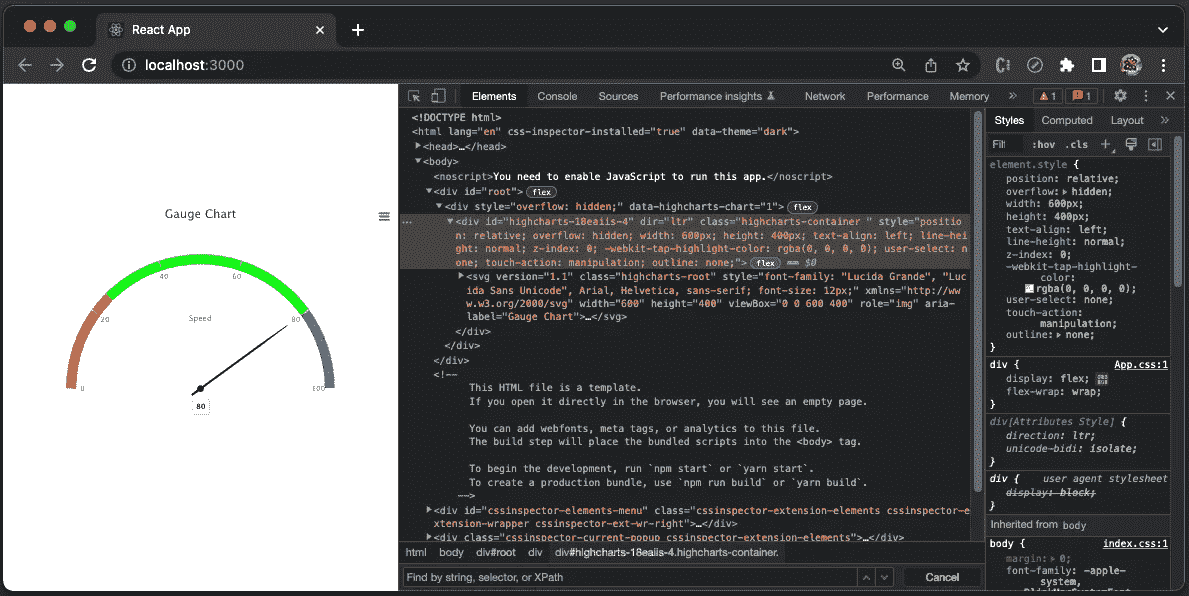 React App
localhost:3000
Gauge Chart
40
60
20
Speed
80
0
80
Elements
Console
Sources
Performance insights
Network
Performance
Memory
»
1
1
<!DOCTYPE html>
<html lang="en" css-inspector-installed="true" data-theme="dark">
<head>…</head>
<body>
<noscript>You need to enable JavaScript to run this app.</noscript>
<div id="root"> flex
<div style="overflow: hidden;" data-highcharts-chart="1"> flex
<div id="highcharts-18eaiis-4" dir="ltr" class="highcharts-container " style="positio
n: relative; overflow: hidden; width: 600px; height: 400px; text-align: left; line-he
ight: normal; z-index: 0; -webkit-tap-highlight-color: rgba(0, 0, 0, 0); user-select: n
one; touch-action: manipulation; outline: none;"> flex == $0
<svg version="1.1" class="highcharts-root" style="font-family: "Lucida Grande", "Luc
ida Sans Unicode", Arial, Helvetica, sans-serif; font-size: 12px;" xmlns="http://ww
w.w3.org/2000/svg" width="600" height="400" viewBox="0 0 600 400" role="img" aria-
label="Gauge Chart">…</svg>
</div>
</div>
</div>
<!--
This HTML file is a template.
If you open it directly in the browser, you will see an empty page.
You can add webfonts, meta tags, or analytics to this file.
The build step will place the bundled scripts into the <body> tag.
To begin the development, run `npm start` or `yarn start`.
To create a production bundle, use `npm run build` or `yarn build`.
-->
<div id="cssinspector-elements-menu" class="cssinspector-extension-elements cssinspector-e
xtension-wrapper cssinspector-ext-wr-right">…</div>
<div class="cssinspector-current-popup cssinspector-extension-elements">…</div>
html body div#root div div#highcharts-18eaiis-4.highcharts-container.
Find by string, selector, or XPath
Cancel
Styles
Computed
Layout
»
:hov .cls
element.style {
position: relative;
overflow: hidden;
width: 600px;
height: 400px;
text-align: left;
line-height: normal;
z-index: 0;
-webkit-tap-highlight-
color:
rgba(0, 0, 0, 0);
user-select: none;
touch-action:
manipulation;
outline: none;
}
div { App.css:1
display: flex;
flex-wrap: wrap;
}
div[Attributes Style] {
direction: ltr;
unicode-bidi: isolate;
}
div { user agent stylesheet
display: block;
}
Inherited from body
body { index.css:1
margin: 0;
font-family: -apple-
system,